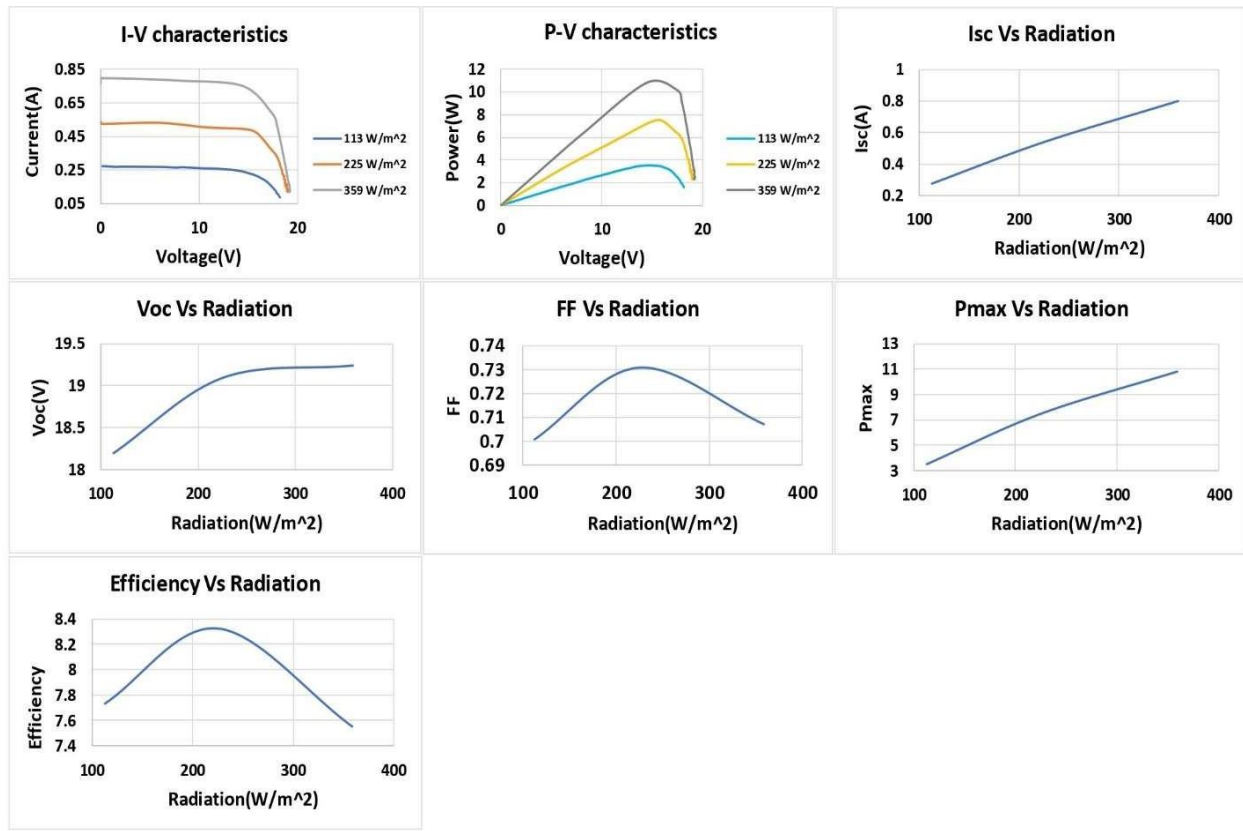 I-V characteristics
Current(A)
0.85
0.65
0.45
0.25
0.05
0
10
20
Voltage(V)
113 W/m^2
225 W/m^2
359 W/m^2
P-V characteristics
Power(W)
12
10
8
6
4
2
0
0
10
20
Voltage(V)
113 W/m^2
225 W/m^2
359 W/m^2
Isc Vs Radiation
Isc(A)
1
0.8
0.6
0.4
0.2
100
200
300
400
Radiation(W/m^2)
Voc Vs Radiation
Voc(V)
19.5
19
18.5
18
100
200
300
400
Radiation(W/m^2)
FF Vs Radiation
FF
0.74
0.73
0.72
0.71
0.7
0.69
100
200
300
400
Radiation(W/m^2)
Pmax Vs Radiation
Pmax
13
11
9
7
5
3
100
200
300
400
Radiation(W/m^2)
Efficiency Vs Radiation
Efficiency
8.4
8.2
8
7.8
7.6
7.4
100
200
300
400
Radiation(W/m^2)